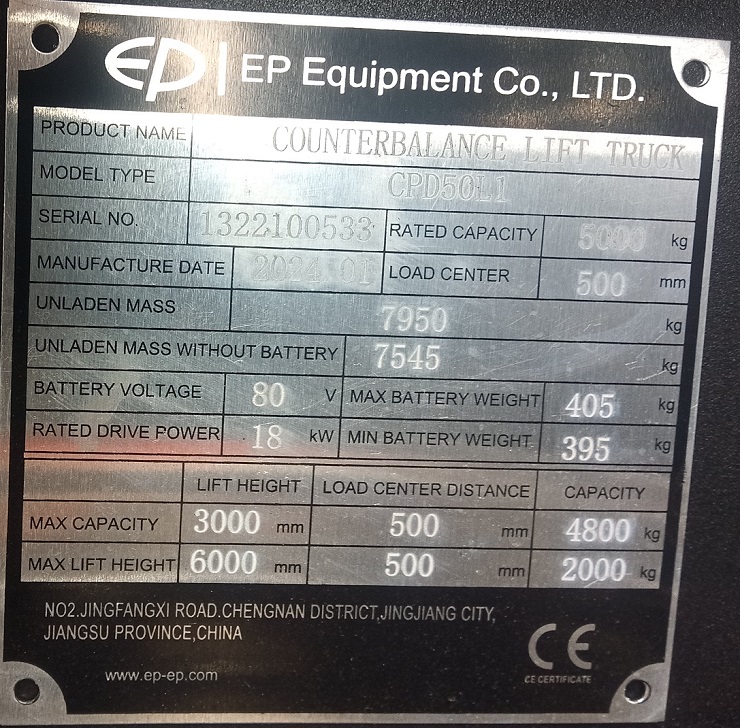 EP | EP Equipment Co., LTD.
PRODUCT NAME COUNTERBALANCE LIFT TRUCK
MODEL TYPE CPD50L1
SERIAL NO. 1322100533 RATED CAPACITY 5000 kg
MANUFACTURE DATE 2024 01 LOAD CENTER 500 mm
UNLADEN MASS 7950 kg
UNLADEN MASS WITHOUT BATTERY 7545 kg
BATTERY VOLTAGE 80 V MAX BATTERY WEIGHT 405 kg
RATED DRIVE POWER 18 kW MIN BATTERY WEIGHT 395 kg
LIFT HEIGHT LOAD CENTER DISTANCE CAPACITY
MAX CAPACITY 3000 mm 500 mm 4800 kg
MAX LIFT HEIGHT 6000 mm 500 mm 2000 kg
NO2.JINGFANGXI ROAD.CHENGNAN DISTRICT,JINGJIANG CITY,
JIANGSU PROVINCE,CHINA
CE
www.ep-ep.com
CE CERTIFICATE